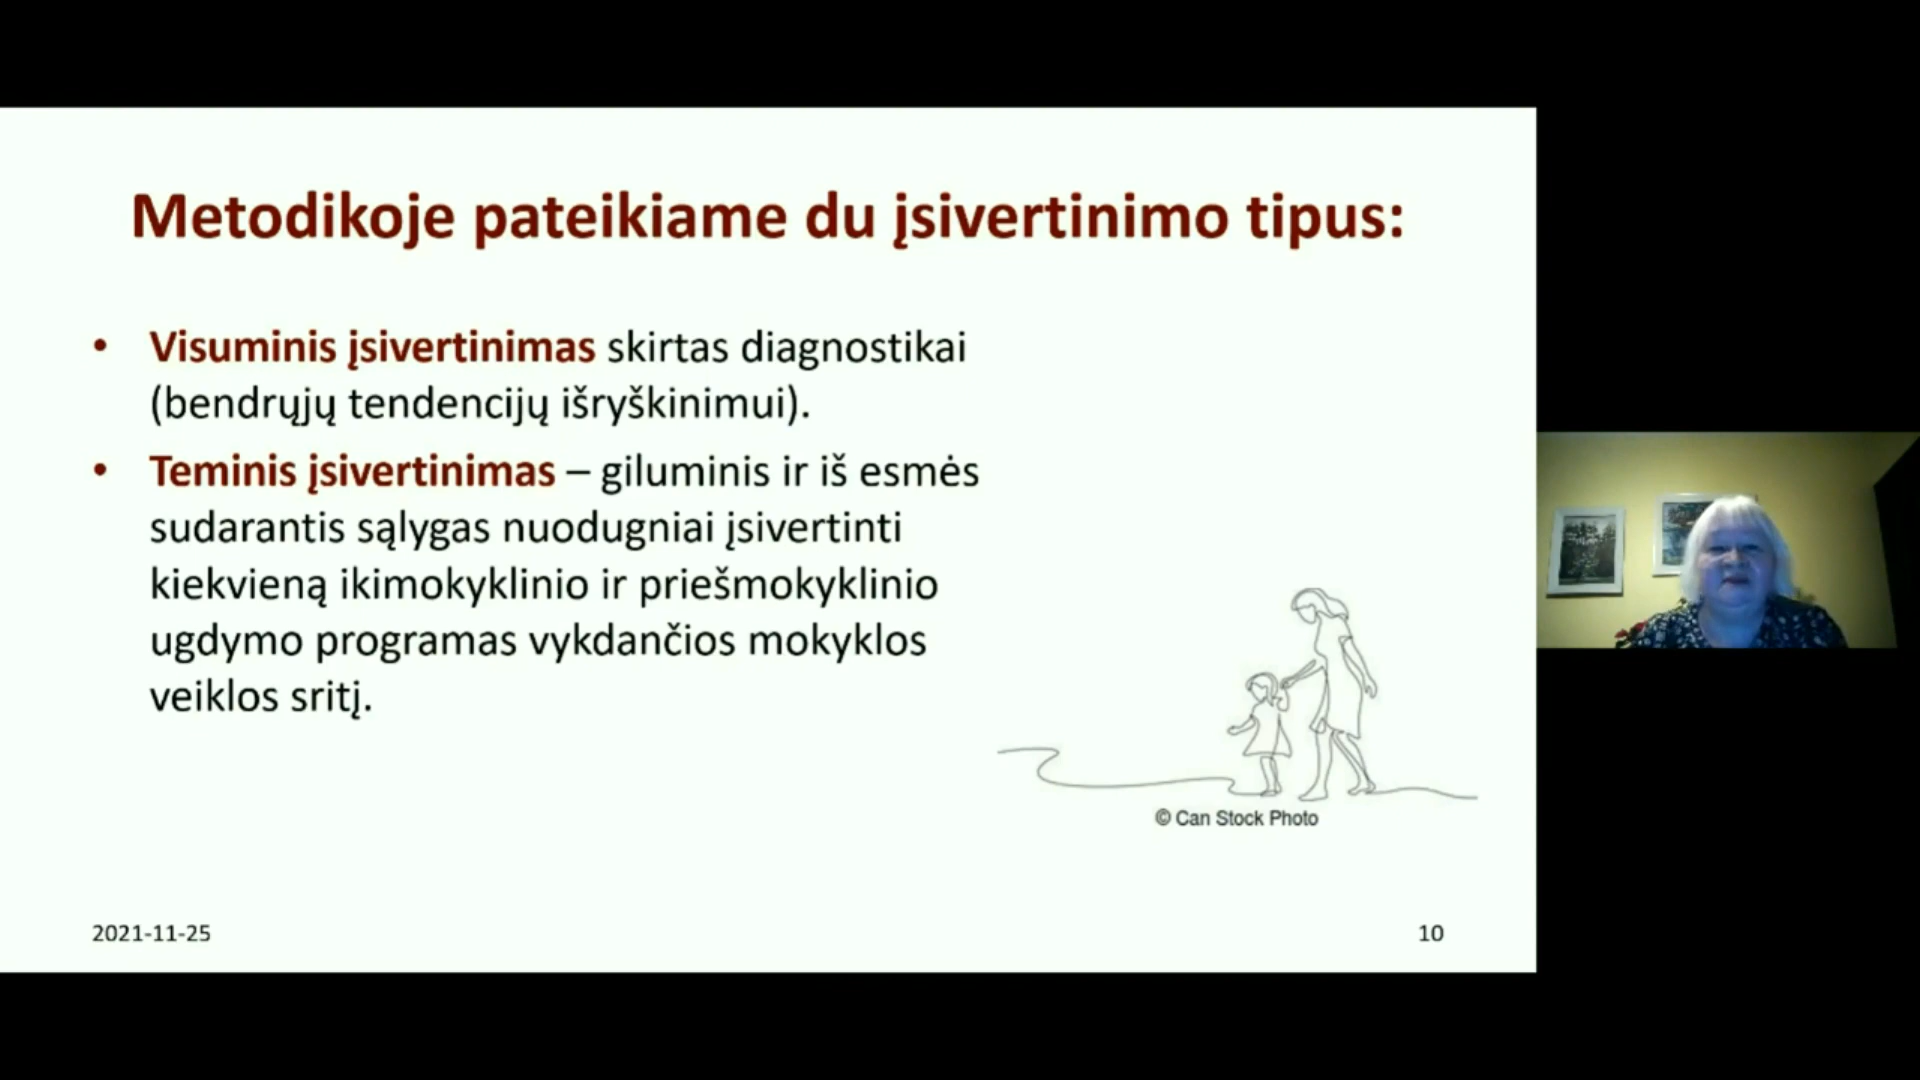 Metodikoje pateikiame du įsivertinimo tipus:
• Visuminis įsivertinimas skirtas diagnostikai
(bendrųjų tendencijų išryškinimui).
• Teminis įsivertinimas – giluminis ir iš esmės
sudarantis sąlygas nuodugniai įsivertinti
kiekvieną ikimokyklinio ir priešmokyklinio
ugdymo programas vykdančios mokyklos
veiklos sritį.
© Can Stock Photo
2021-11-25
10